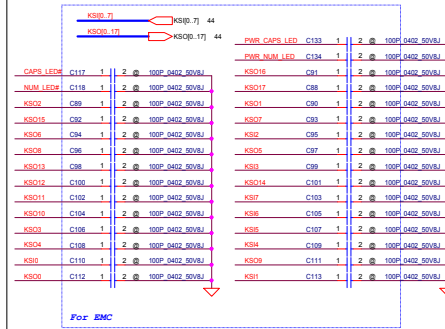 KSI[0..7] KSI[0..7] 44
KSO[0..17] KSO[0..17] 44
PWR_CAPS_LED C133 1 2 @ 100P_0402_50V8J
PWR_NUM_LED C134 1 2 @ 100P_0402_50V8J
CAPS_LED# C117 1 2 @ 100P_0402_50V8J KSO16 C91 1 2 @ 100P_0402_50V8J
NUM_LED# C118 1 2 @ 100P_0402_50V8J KSO17 C88 1 2 @ 100P_0402_50V8J
KSO2 C89 1 2 @ 100P_0402_50V8J KSO1 C90 1 2 @ 100P_0402_50V8J
KSO15 C92 1 2 @ 100P_0402_50V8J KSO7 C93 1 2 @ 100P_0402_50V8J
KSO6 C94 1 2 @ 100P_0402_50V8J KSI2 C95 1 2 @ 100P_0402_50V8J
KSO8 C96 1 2 @ 100P_0402_50V8J KSO5 C97 1 2 @ 100P_0402_50V8J
KSO13 C98 1 2 @ 100P_0402_50V8J KSI3 C99 1 2 @ 100P_0402_50V8J
KSO12 C100 1 2 @ 100P_0402_50V8J KSO14 C101 1 2 @ 100P_0402_50V8J
KSO11 C102 1 2 @ 100P_0402_50V8J KSI7 C103 1 2 @ 100P_0402_50V8J
KSO10 C104 1 2 @ 100P_0402_50V8J KSI6 C105 1 2 @ 100P_0402_50V8J
KSO3 C106 1 2 @ 100P_0402_50V8J KSI5 C107 1 2 @ 100P_0402_50V8J
KSO4 C108 1 2 @ 100P_0402_50V8J KSI4 C109 1 2 @ 100P_0402_50V8J
KSI0 C110 1 2 @ 100P_0402_50V8J KSO9 C111 1 2 @ 100P_0402_50V8J
KSO0 C112 1 2 @ 100P_0402_50V8J KSI1 C113 1 2 @ 100P_0402_50V8J
For EMC